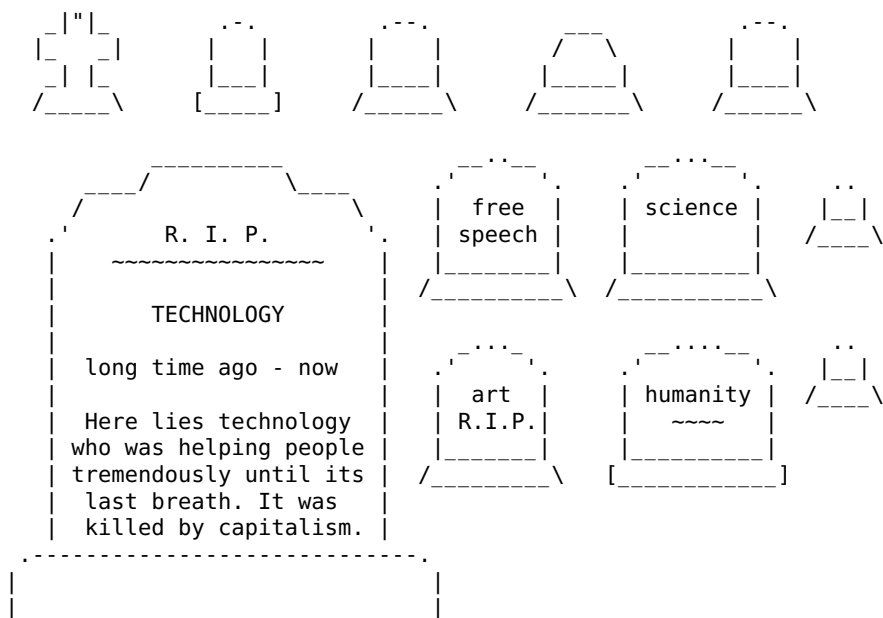 R. I. P.
~~~~~~~~~~~~~~~~
TECHNOLOGY
long time ago - now
Here lies technology
who was helping people
tremendously until its
last breath. It was
killed by capitalism.
free
speech
science
art
R.I.P.
humanity
~~~~